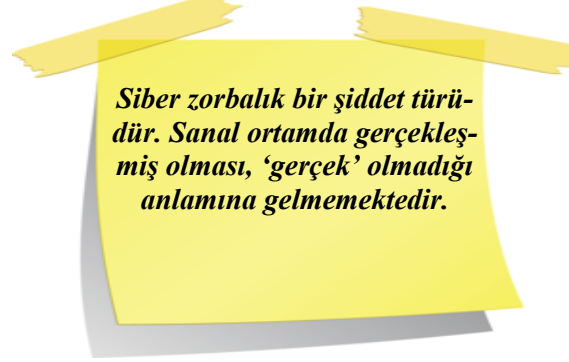 Siber zorbalık bir şiddet türü-
dür. Sanal ortamda gerçekleş-
miş olması, ‘gerçek’ olmadığı
anlamına gelmemektedir.